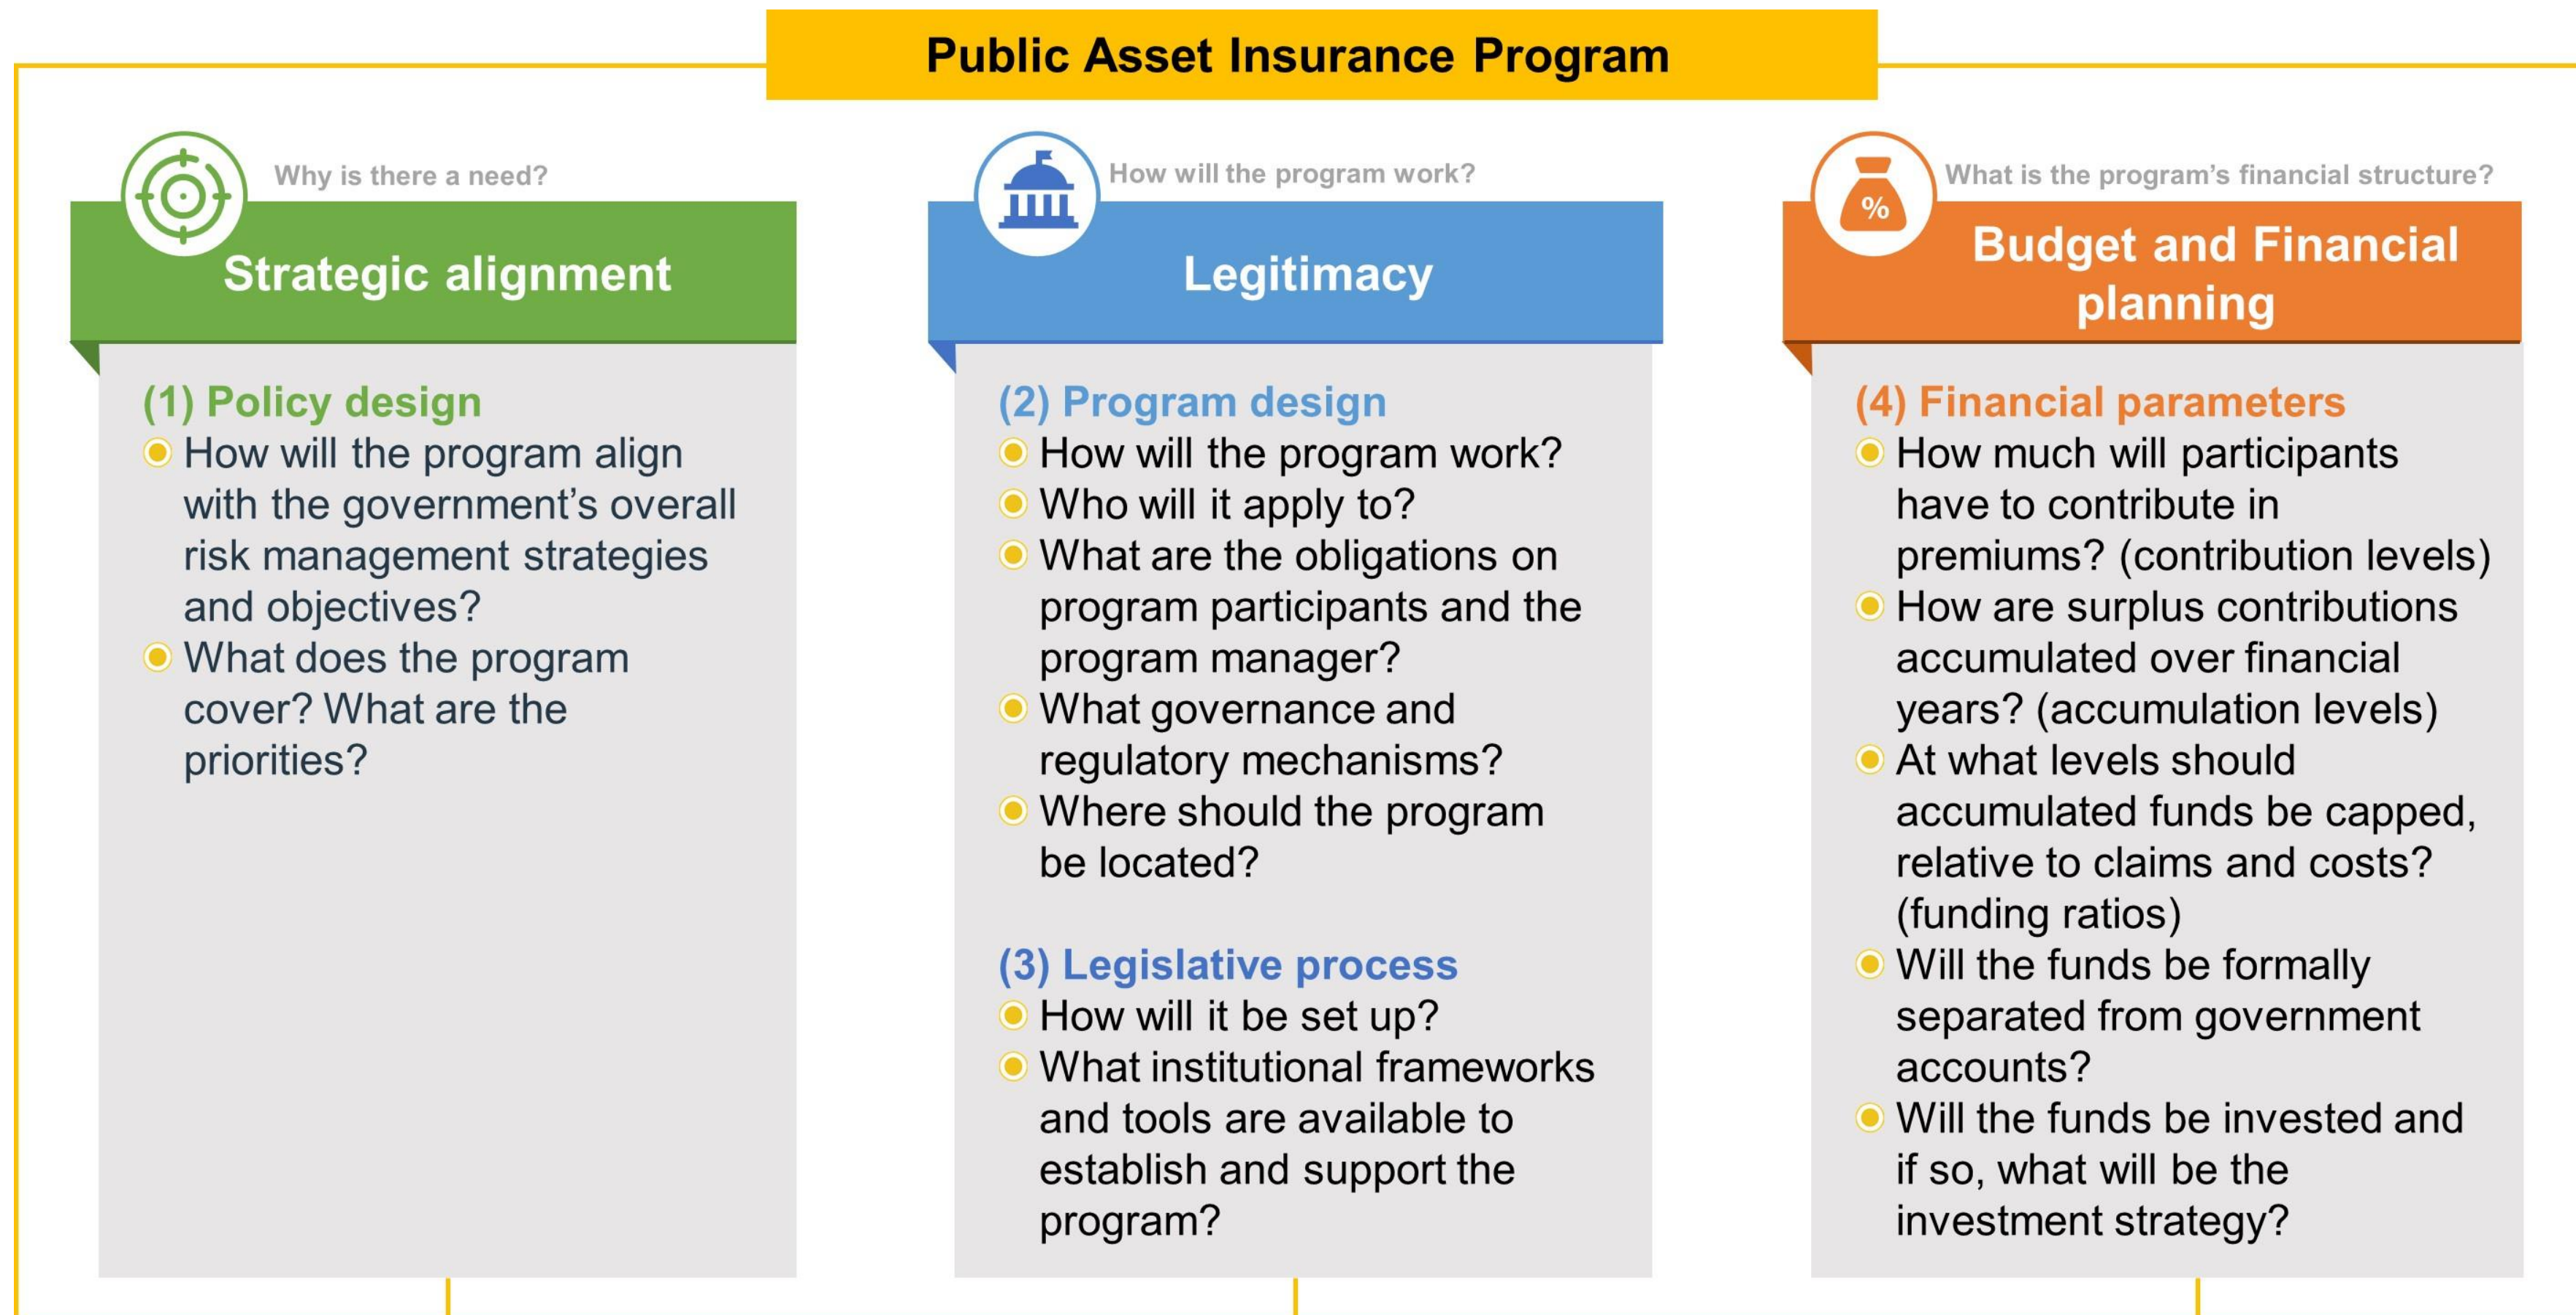 Public Asset Insurance Program
Why is there a need?
Strategic alignment
(1) Policy design
How will the program align
with the government’s overall
risk management strategies
and objectives?
What does the program
cover? What are the
priorities?
How will the program work?
Legitimacy
(2) Program design
How will the program work?
Who will it apply to?
What are the obligations on
program participants and the
program manager?
What governance and
regulatory mechanisms?
Where should the program
be located?
(3) Legislative process
How will it be set up?
What institutional frameworks
and tools are available to
establish and support the
program?
What is the program’s financial structure?
%
Budget and Financial
planning
(4) Financial parameters
How much will participants
have to contribute in
premiums? (contribution levels)
How are surplus contributions
accumulated over financial
years? (accumulation levels)
At what levels should
accumulated funds be capped,
relative to claims and costs?
(funding ratios)
Will the funds be formally
separated from government
accounts?
Will the funds be invested and
if so, what will be the
investment strategy?